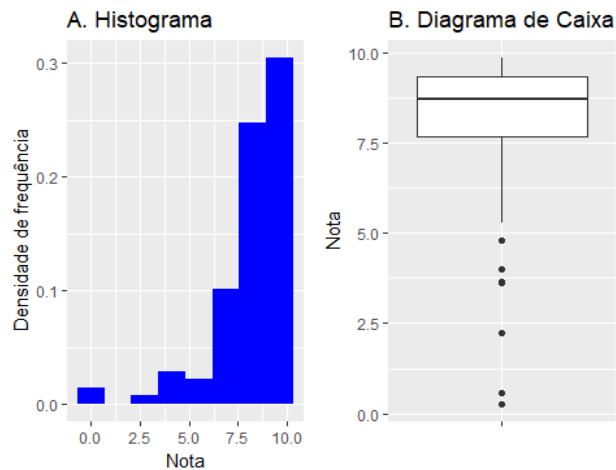 A. Histograma
Densidade de frequência
0.3
0.2
0.1
0.0
0.0 2.5 5.0 7.5 10.0
Nota
B. Diagrama de Caixa
Nota
10.0
7.5
5.0
2.5
0.0